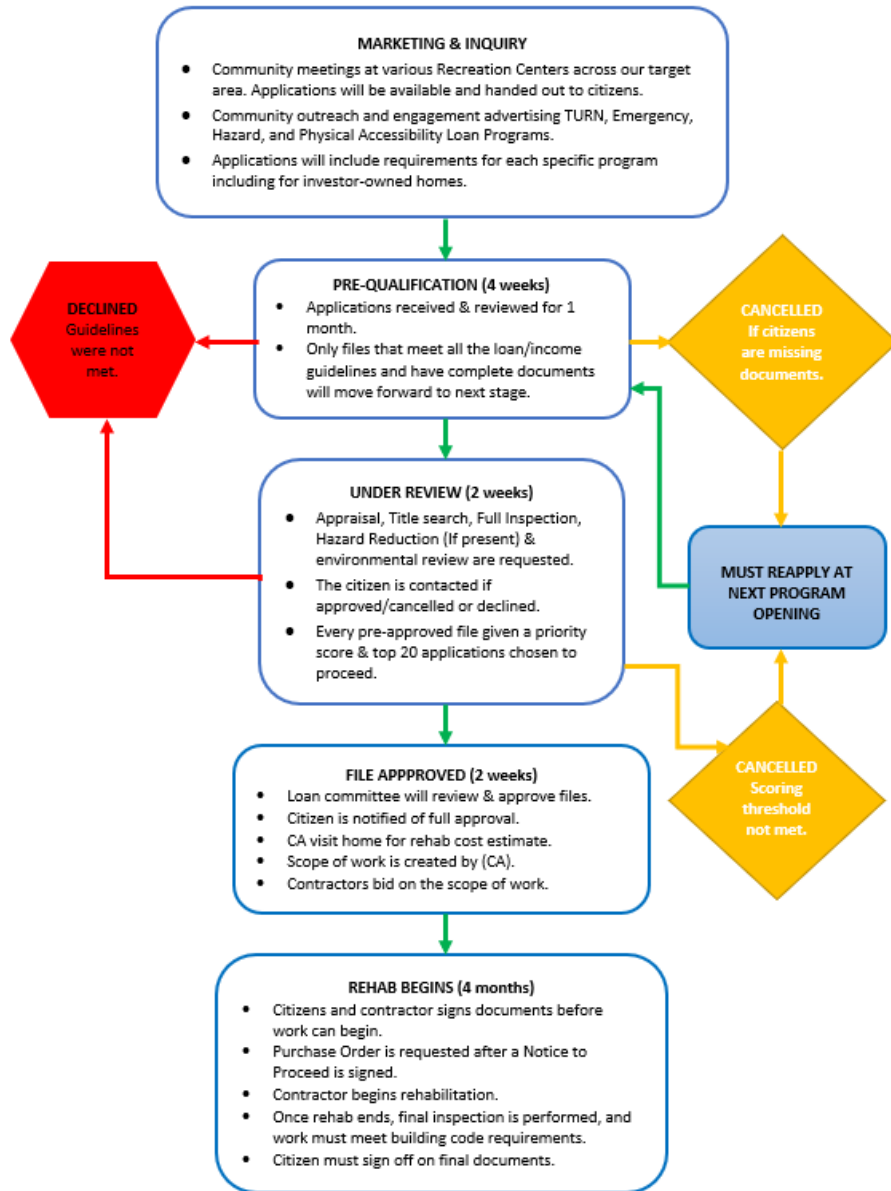 MARKETING & INQUIRY
● Community meetings at various Recreation Centers across our target
area. Applications will be available and handed out to citizens.
● Community outreach and engagement advertising TURN, Emergency,
Hazard, and Physical Accessibility Loan Programs.
● Applications will include requirements for each specific program
including for investor-owned homes.
DECLINED
Guidelines
were not
met.
PRE-QUALIFICATION (4 weeks)
• Applications received & reviewed for 1
month.
• Only files that meet all the loan/income
guidelines and have complete documents
will move forward to next stage.
CANCELLED
If citizens
are missing
documents.
UNDER REVIEW (2 weeks)
● Appraisal, Title search, Full Inspection,
Hazard Reduction (If present) &
environmental review are requested.
● The citizen is contacted if
approved/cancelled or declined.
● Every pre-approved file given a priority
score & top 20 applications chosen to
proceed.
MUST REAPPLY AT
NEXT PROGRAM
OPENING
CANCELLED
Scoring
threshold
not met.
FILE APPPROVED (2 weeks)
• Loan committee will review & approve files.
• Citizen is notified of full approval.
• CA visit home for rehab cost estimate.
• Scope of work is created by (CA).
• Contractors bid on the scope of work.
REHAB BEGINS (4 months)
• Citizens and contractor signs documents before
work can begin.
• Purchase Order is requested after a Notice to
Proceed is signed.
• Contractor begins rehabilitation.
• Once rehab ends, final inspection is performed, and
work must meet building code requirements.
• Citizen must sign off on final documents.